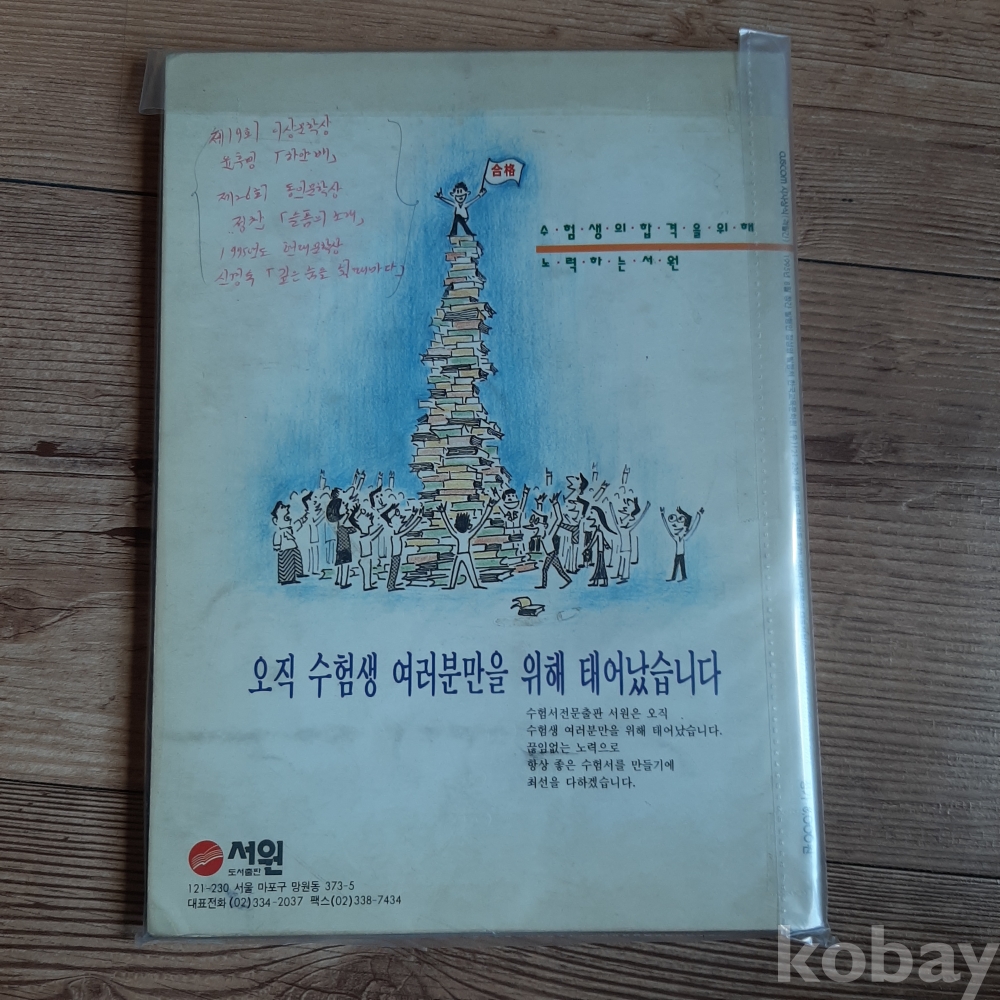 제19회 이상문학상
윤후명 「하얀 배」
제26회 동인문학상
정찬 「슬픔의 노래」
1995년도 현대문학상
신경숙 「깊은 숨을 쉴 때마다」
合格
수·험·생·의·합·격·을·위·해
노·력·하·는·서·원
오직 수험생 여러분만을 위해 태어났습니다
수험서전문출판 서원은 오직
수험생 여러분만을 위해 태어났습니다.
끊임없는 노력으로
항상 좋은 수험서를 만들기에
최선을 다하겠습니다.
서원
도서출판
121-230 서울 마포구 망원동 373-5
대표전화(02)334-2037 팩스(02)338-7434
kobay